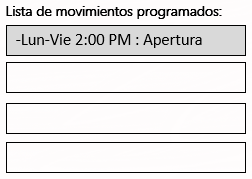 Lista de movimientos programados:
-Lun-Vie 2:00 PM : Apertura